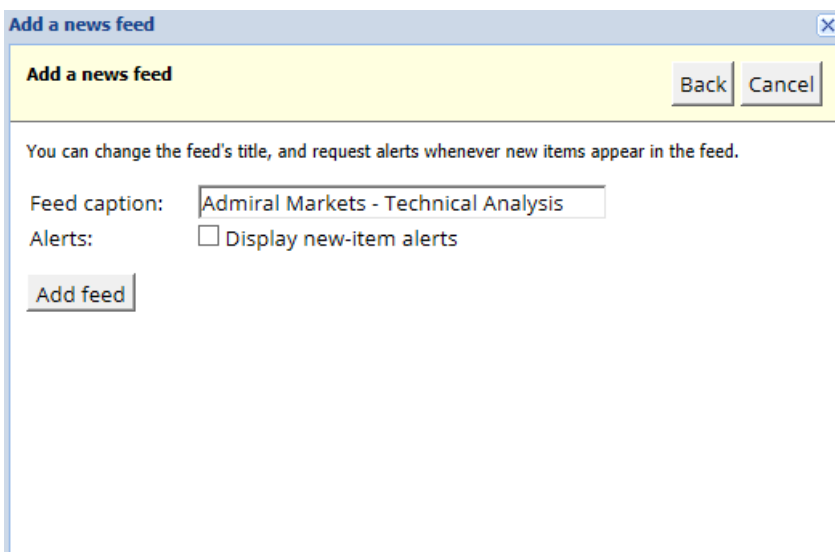 Add a news feed
Add a news feed
Back Cancel
You can change the feed's title, and request alerts whenever new items appear in the feed.
Feed caption: Admiral Markets - Technical Analysis
Alerts: Display new-item alerts
Add feed